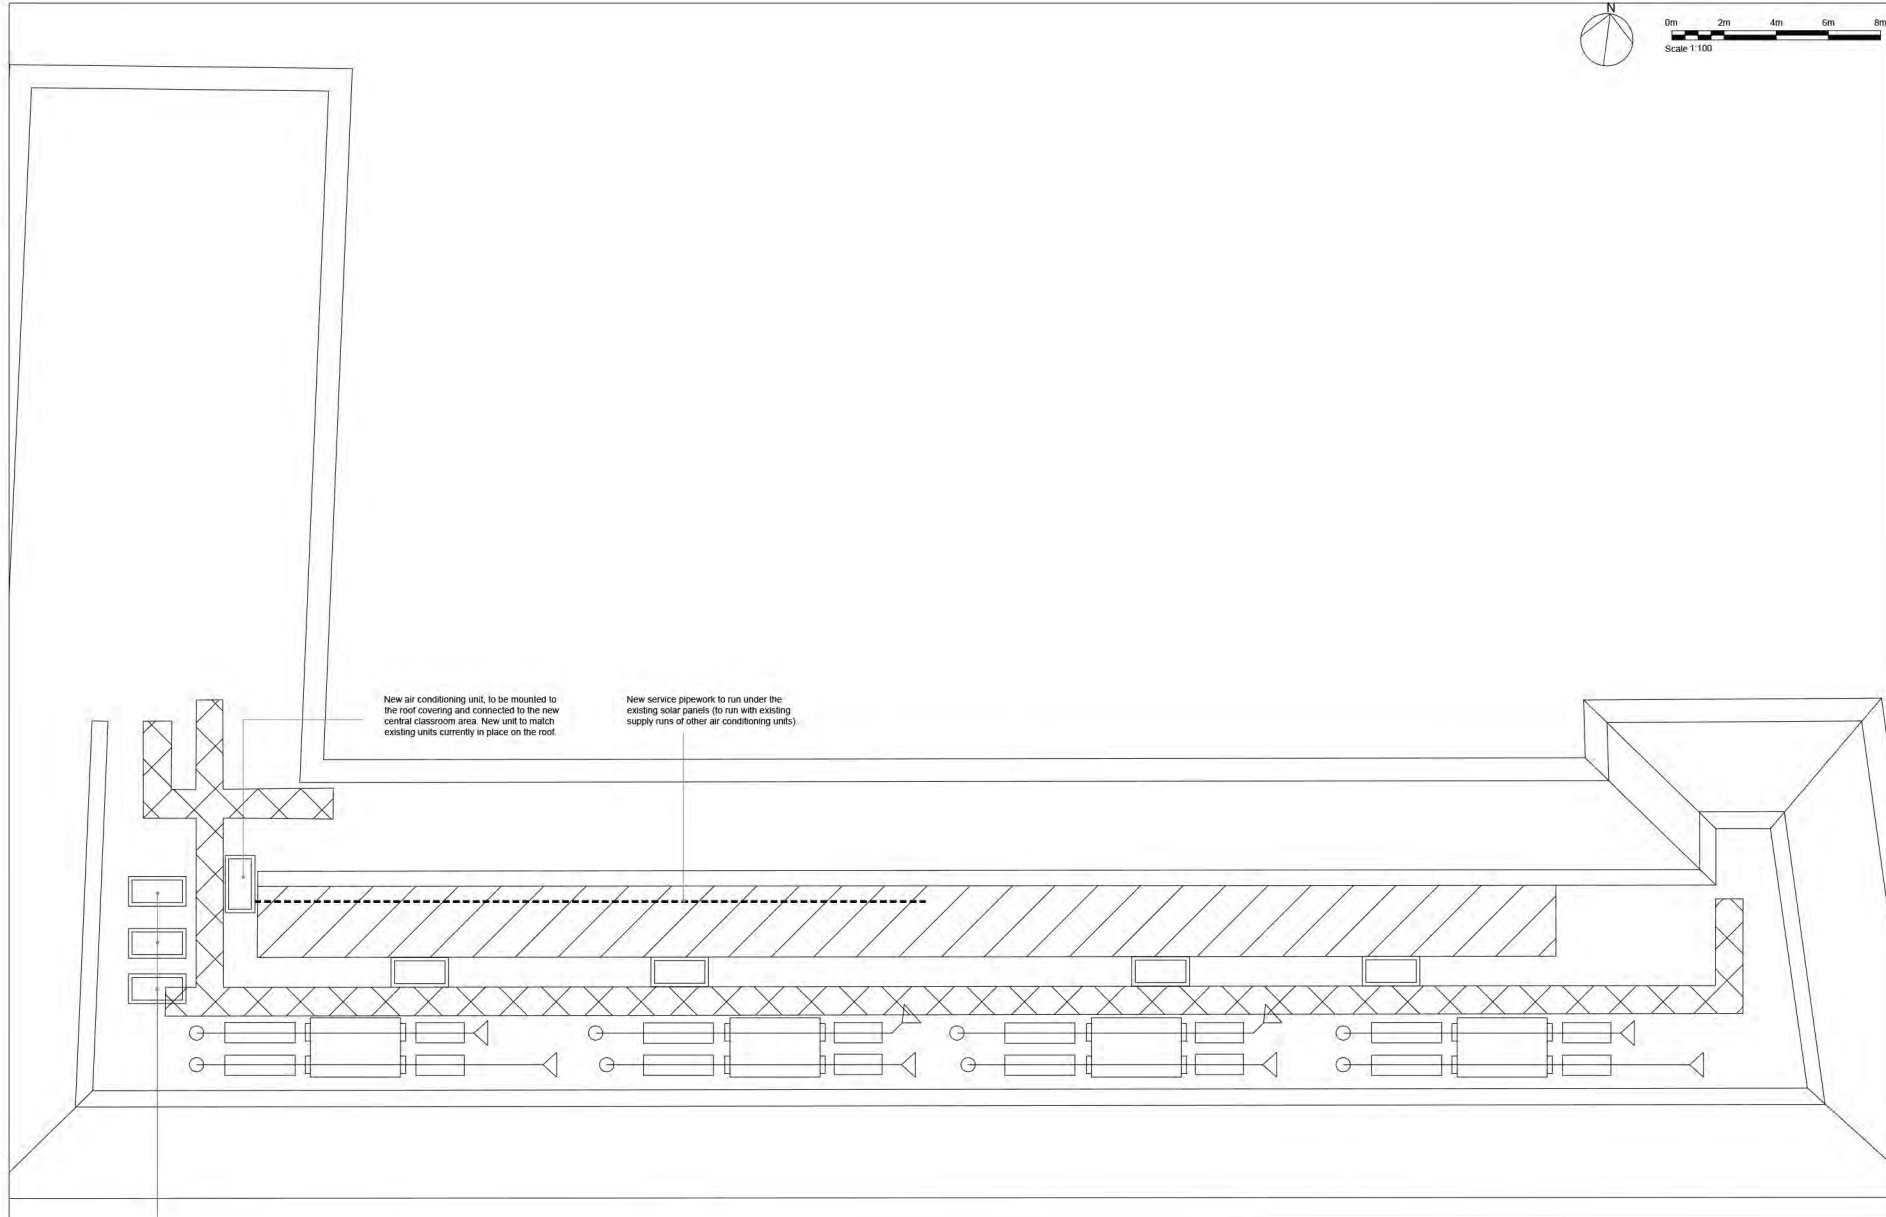 N
0m 2m 4m 6m 8m
Scale 1:100
New air conditioning unit, to be mounted to
the roof covering and connected to the new
central classroom area. New unit to match
existing units currently in place on the roof.
New service pipework to run under the
existing solar panels (to run with existing
supply runs of other air conditioning units).